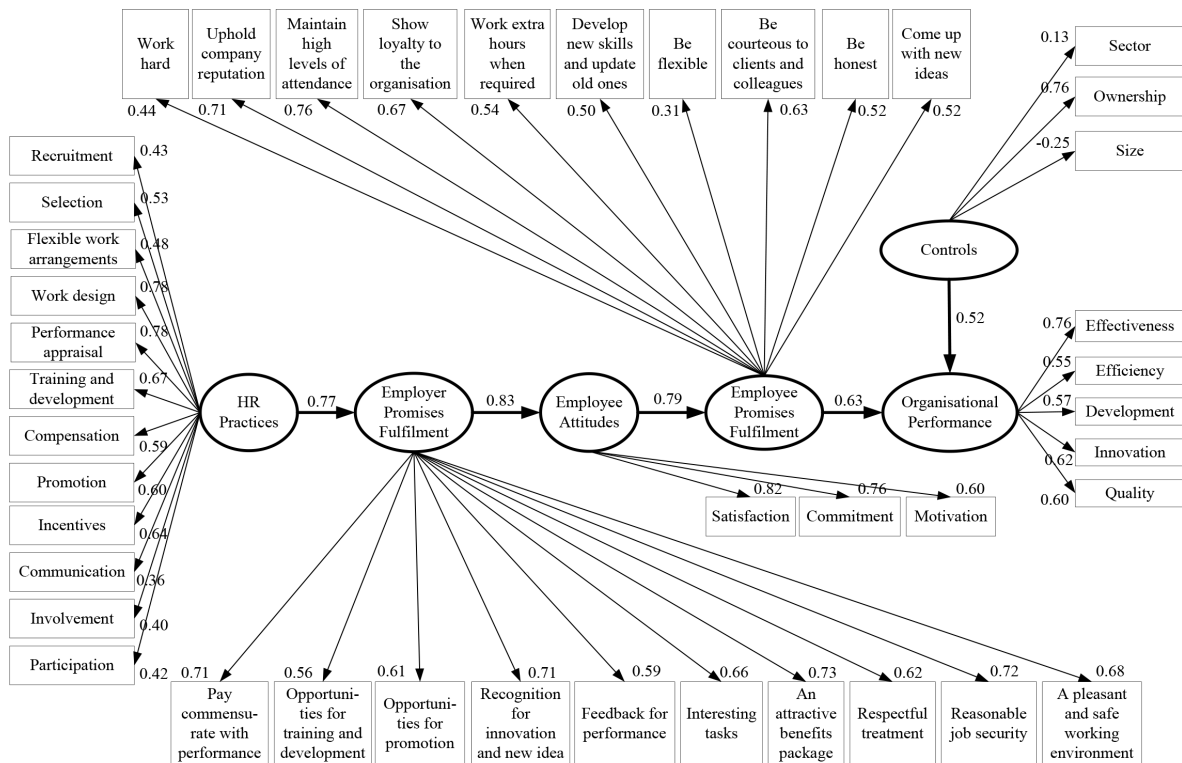 Work
hard
0.44
Uphold
company
reputation
0.71
Maintain
high
levels of
attendance
0.76
Show
loyalty to
the
organisation
0.67
Work extra
hours
when
required
0.54
Develop
new skills
and update
old ones
0.50
Be
flexible
0.31
Be
courteous to
clients and
colleagues
0.63
Be
honest
0.52
Come up
with new
ideas
0.52
0.13
Sector
0.76
Ownership
-0.25
Size
Controls
0.52
Recruitment
0.43
Selection
0.53
Flexible work
arrangements
0.48
Work design
0.78
Performance
appraisal
0.78
Training and
development
0.67
Compensation
0.59
Promotion
0.60
Incentives
0.64
Communication
0.36
Involvement
0.40
Participation
0.42
HR
Practices
0.77
Employer
Promises
Fulfilment
0.83
Employee
Attitudes
0.79
Employee
Promises
Fulfilment
0.63
Organisational
Performance
0.76
Effectiveness
0.55
Efficiency
0.57
Development
0.62
Innovation
0.60
Quality
0.82
Satisfaction
0.76
Commitment
0.60
Motivation
0.71
Pay
commensu-
rate with
performance
0.56
Opportuni-
ties for
training and
development
0.61
Opportuni-
ties for
promotion
0.71
Recognition
for
innovation
and new idea
0.59
Feedback for
performance
0.66
Interesting
tasks
0.73
An
attractive
benefits
package
0.62
Respectful
treatment
0.72
Reasonable
job security
0.68
A pleasant
and safe
working
environment